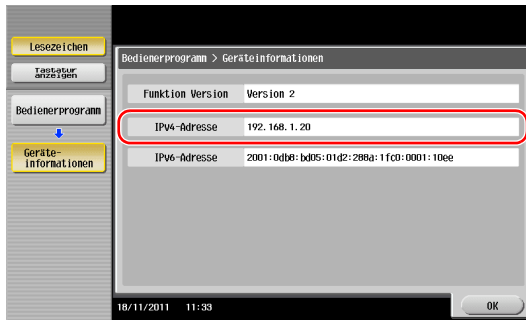 Lesezeichen
Tastatur
anzeigen
Bedienerprogramm
Geräte-
informationen
Bedienerprogramm > Geräteinformationen
Funktion Version Version 2
IPv4-Adresse 192.168.1.20
IPv6-Adresse 2001:0db8:bd05:01d2:288a:1fc0:0001:10ee
18/11/2011 11:33
OK